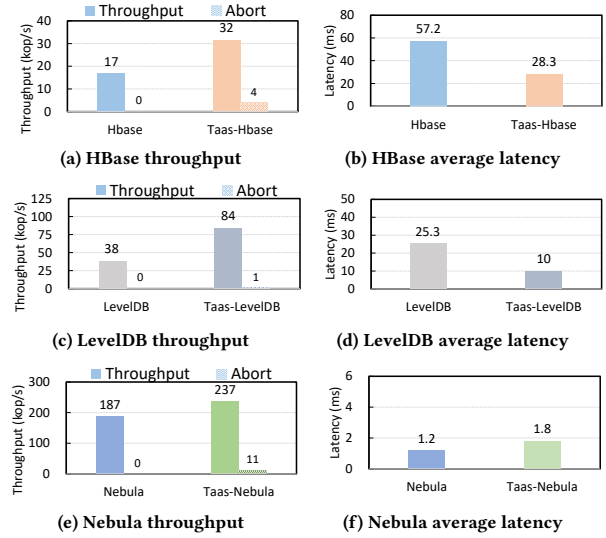 Throughput Abort
Throughput (kop/s)
40
30
20
10
0
17
0
32
4
Hbase Taas-Hbase
(a) HBase throughput
Latency (ms)
80
60
40
20
0
57.2
28.3
Hbase Taas-Hbase
(b) HBase average latency
Throughput Abort
Throughput (kop/s)
125
100
75
50
25
0
38
0
84
1
LevelDB Taas-LevelDB
(c) LevelDB throughput
Latency (ms)
50
40
30
20
10
0
25.3
10
LevelDB Taas-LevelDB
(d) LevelDB average latency
Throughput Abort
Throughput (kop/s)
300
200
100
0
187
0
237
11
Nebula Taas-Nebula
(e) Nebula throughput
Latency (ms)
6
4
2
0
1.2
1.8
Nebula Taas-Nebula
(f) Nebula average latency